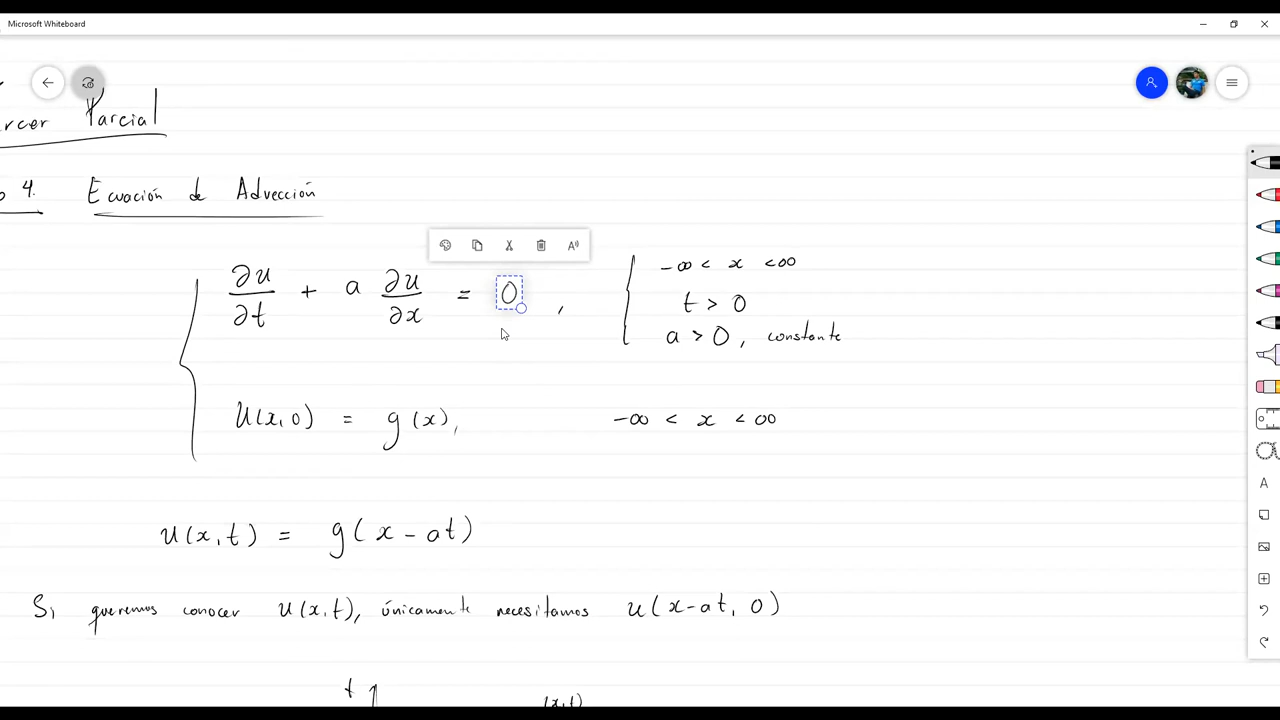 Microsoft Whiteboard
rcer Parcial
o 4. Ecuación de Advección
∂u/∂t + a ∂u/∂x = 0 , { -∞ < x < ∞
t > 0
a > 0, constante
U(x,0) = g(x), -∞ < x < ∞
u(x,t) = g(x-at)
Si queremos conocer u(x,t), únicamente necesitamos u(x-at, 0)
t
(x,t)